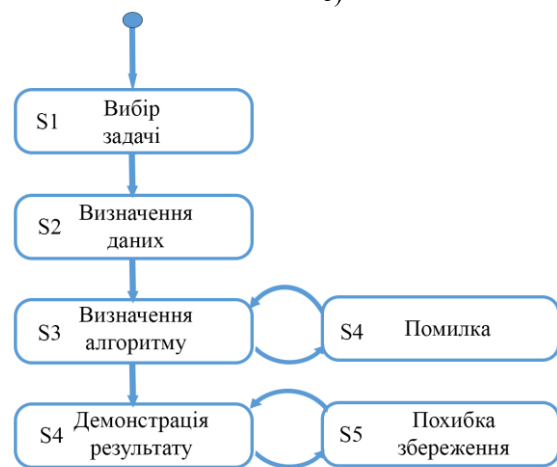 S1 Вибір
задачі
S2 Визначення
даних
S3 Визначення
алгоритму
S4 Помилка
S4 Демонстрація
результату
S5 Похибка
збереження